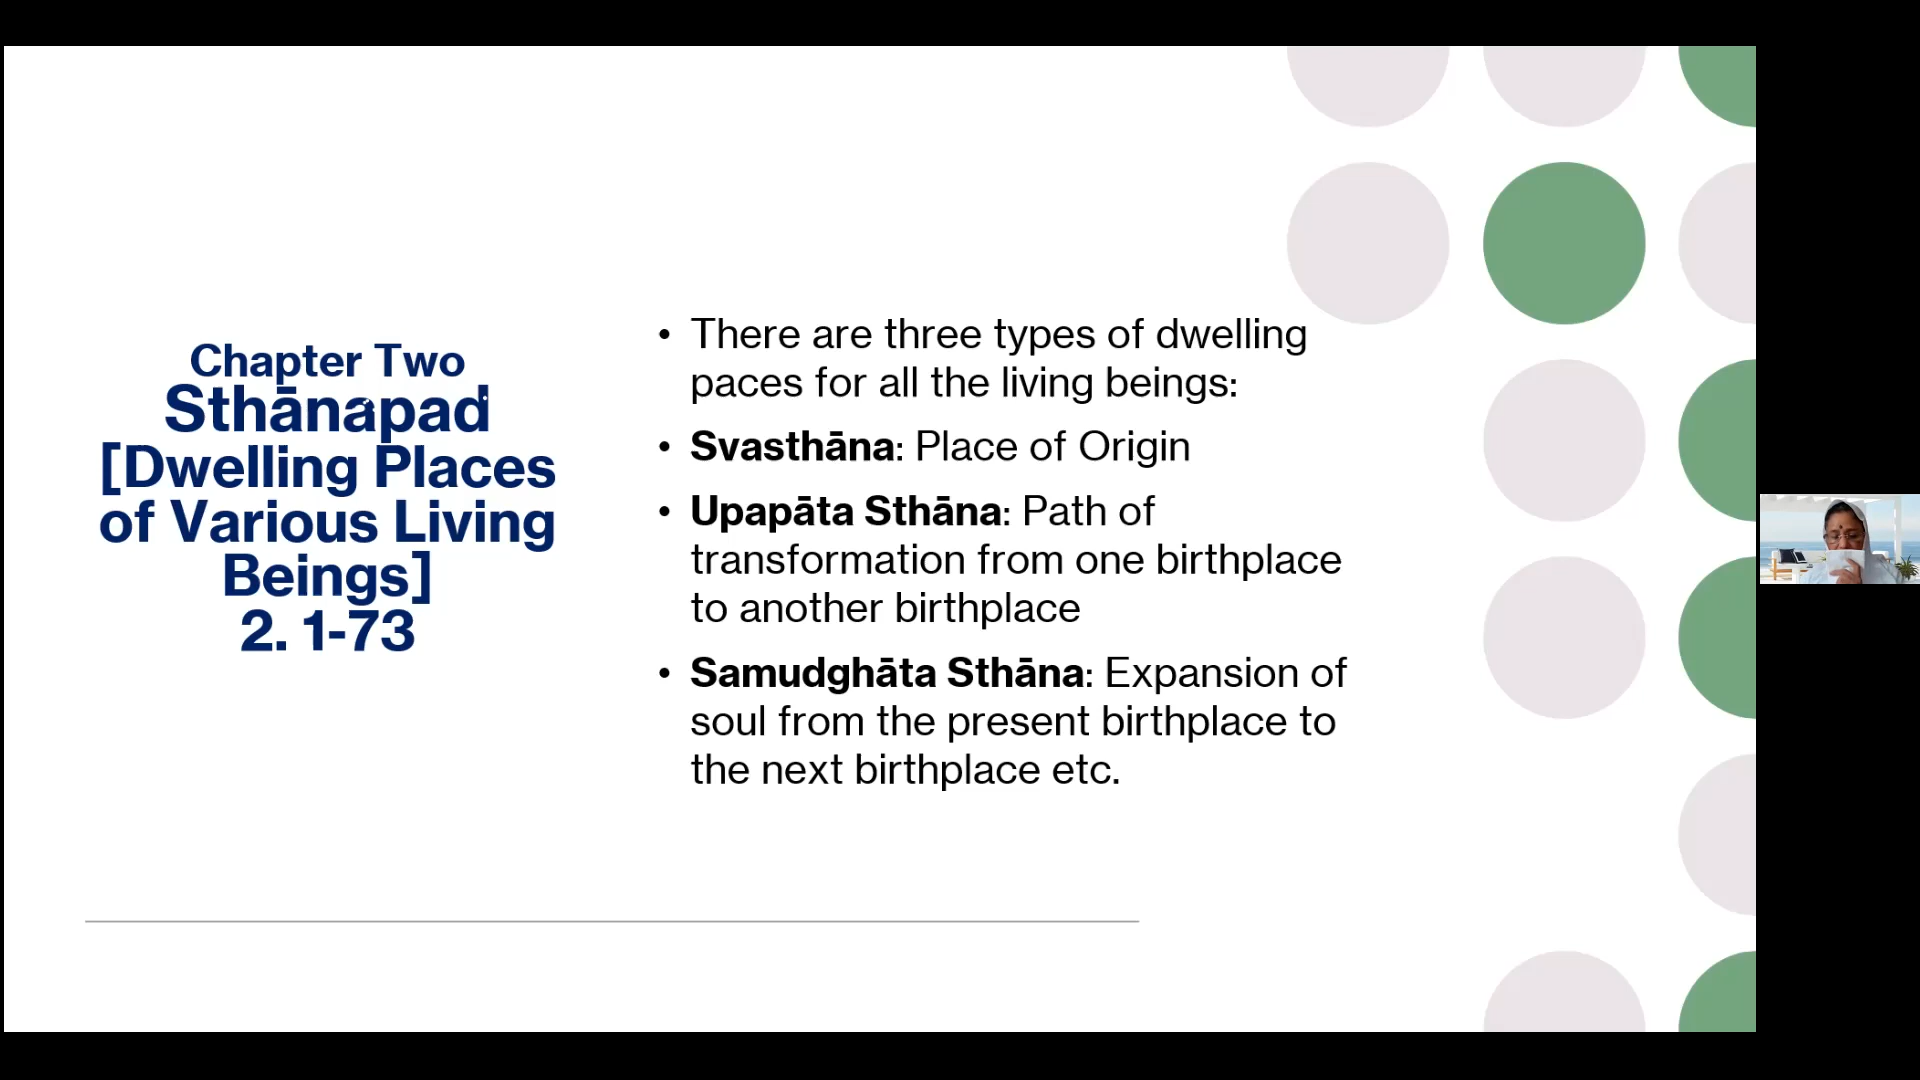 Chapter Two
Sthānapad
[Dwelling Places
of Various Living
Beings]
2. 1-73
• There are three types of dwelling
paces for all the living beings:
• Svasthāna: Place of Origin
• Upapāta Sthāna: Path of
transformation from one birthplace
to another birthplace
• Samudghāta Sthāna: Expansion of
soul from the present birthplace to
the next birthplace etc.